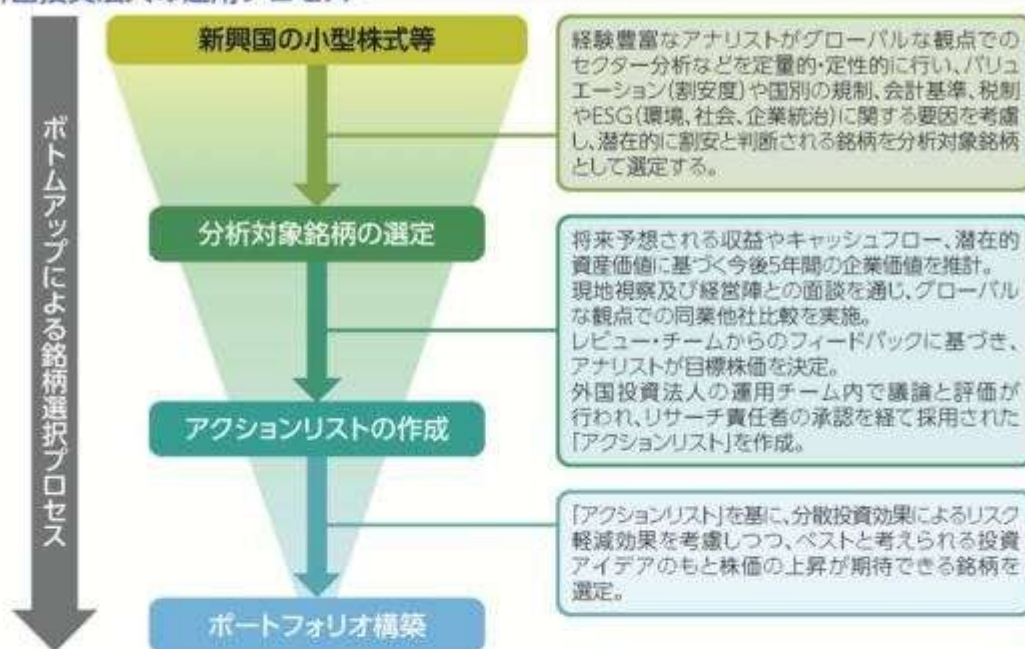 新興国の小型株式等
経験豊富なアナリストがグローバルな観点での
セクター分析などを定量的・定性的に行い、バリュ
エーション(割安度)や国別の規制、会計基準、税制
やESG(環境、社会、企業統治)に関する要因を考慮
し、潜在的に割安と判断される銘柄を分析対象銘柄
として選定する。
ボトムアップによる銘柄選択プロセス
分析対象銘柄の選定
将来予想される収益やキャッシュフロー、潜在的
資産価値に基づく今後5年間の企業価値を推計。
現地視察及び経営陣との面談を通じ、グローバル
な観点での同業他社比較を実施。
レビュー・チームからのフィードバックに基づき、
アナリストが目標株価を決定。
外国投資法人の運用チーム内で議論と評価が
行われ、リサーチ責任者の承認を経て採用された
「アクションリスト」を作成。
アクションリストの作成
「アクションリスト」を基に、分散投資効果によるリスク
軽減効果を考慮しつつ、ベストと考えられる投資
アイデアのもと株価の上昇が期待できる銘柄を
選定。
ポートフォリオ構築